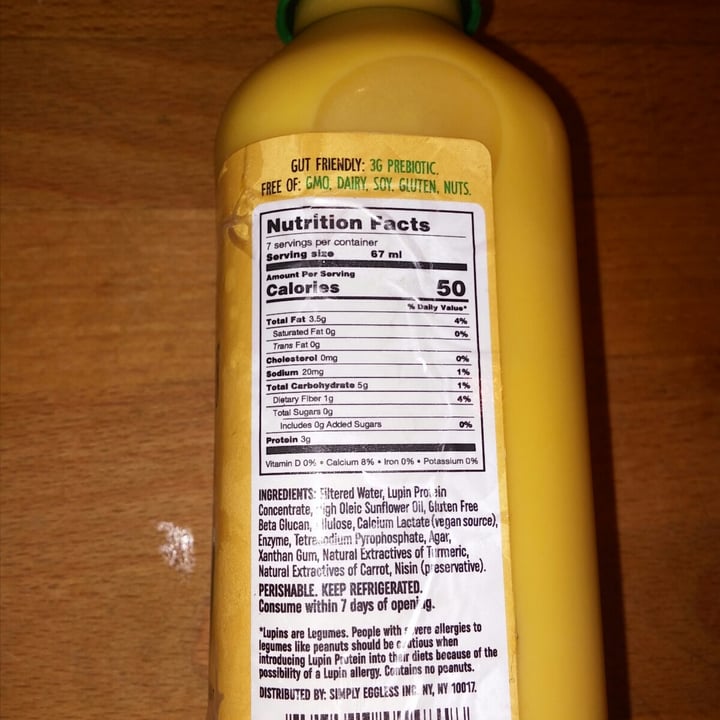 GUT FRIENDLY: 3G PREBIOTIC.
FREE OF: GMO, DAIRY, SOY, GLUTEN, NUTS.
Nutrition Facts
7 servings per container
Serving size 67 ml
Amount Per Serving
Calories 50
% Daily Value*
Total Fat 3.5g 4%
Saturated Fat 0g 0%
Trans Fat 0g
Cholesterol 0mg 0%
Sodium 20mg 1%
Total Carbohydrate 5g 1%
Dietary Fiber 1g 4%
Total Sugars 0g
Includes 0g Added Sugars 0%
Protein 3g
Vitamin D 0% • Calcium 8% • Iron 0% • Potassium 0%
INGREDIENTS: Filtered Water, Lupin Protein
Concentrate, High Oleic Sunflower Oil, Gluten Free
Beta Glucan, Cellulose, Calcium Lactate (vegan source),
Enzyme, Tetrasodium Pyrophosphate, Agar,
Xanthan Gum, Natural Extractives of Turmeric,
Natural Extractives of Carrot, Nisin (preservative).
PERISHABLE. KEEP REFRIGERATED.
Consume within 7 days of opening.
*Lupins are Legumes. People with severe allergies to
legumes like peanuts should be cautious when
introducing Lupin Protein into their diets because of the
possibility of a Lupin allergy. Contains no peanuts.
DISTRIBUTED BY: SIMPLY EGGLESS INC. NY, NY 10017.